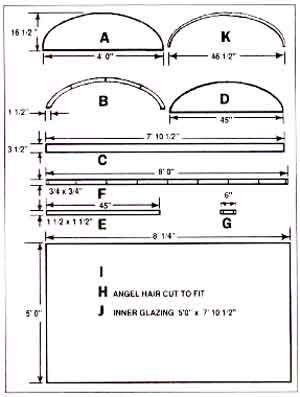 16 1/2"
A
4' 0"
K
46 1/2"
B
1 1/2"
D
45"
7' 10 1/2"
3 1/2"
C
8' 0"
3/4 x 3/4"
F
45"
6"
1 1/2 x 1 1/2"
E
G
8' 1/4"
5' 0"
I
H ANGEL HAIR CUT TO FIT
J INNER GLAZING 5'0" x 7' 10 1/2"